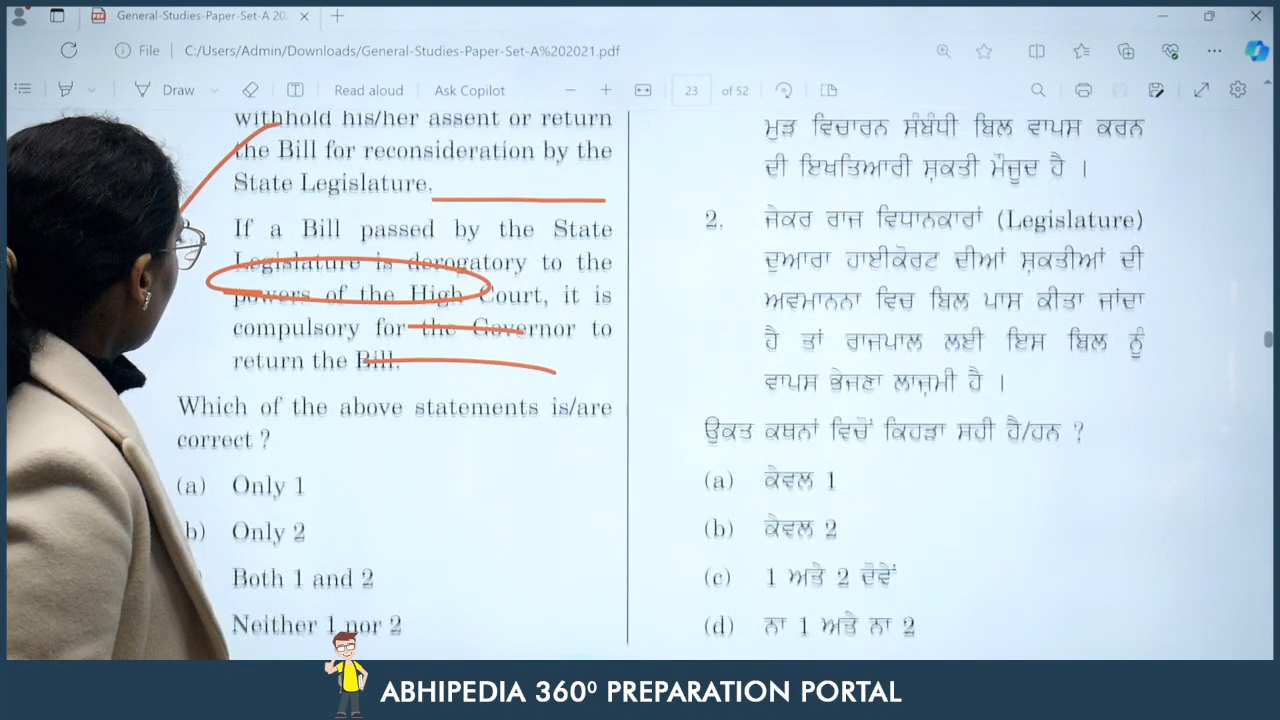 General-Studies-Paper-Set-A 20
File
C:/Users/Admin/Downloads/General-Studies-Paper-Set-A%202021.pdf
Draw
Read aloud
Ask Copilot
23 of 52
withhold his/her assent or return
the Bill for reconsideration by the
State Legislature.
If a Bill passed by the State
Legislature is derogatory to the
powers of the High Court, it is
compulsory for the Governor to
return the Bill.
Which of the above statements is/are
correct ?
(a) Only 1
b) Only 2
Both 1 and 2
Neither 1 nor 2
ਮੁੜ ਵਿਚਾਰਨ ਸੰਬੰਧੀ ਬਿਲ ਵਾਪਸ ਕਰਨ
ਦੀ ਇਖਤਿਆਰੀ ਸ਼ਕਤੀ ਮੌਜੂਦ ਹੈ ।
2. ਜੇਕਰ ਰਾਜ ਵਿਧਾਨਕਾਰਾਂ (Legislature)
ਦੁਆਰਾ ਹਾਈਕੋਰਟ ਦੀਆਂ ਸ਼ਕਤੀਆਂ ਦੀ
ਅਵਮਾਨਨਾ ਵਿਚ ਬਿਲ ਪਾਸ ਕੀਤਾ ਜਾਂਦਾ
ਹੈ ਤਾਂ ਰਾਜਪਾਲ ਲਈ ਇਸ ਬਿਲ ਨੂੰ
ਵਾਪਸ ਭੇਜਣਾ ਲਾਜ਼ਮੀ ਹੈ ।
ਉਕਤ ਕਥਨਾਂ ਵਿਚੋਂ ਕਿਹੜਾ ਸਹੀ ਹੈ/ਹਨ ?
(a) ਕੇਵਲ 1
(b) ਕੇਵਲ 2
(c) 1 ਅਤੇ 2 ਦੋਵੇਂ
(d) ਨਾ 1 ਅਤੇ ਨਾ 2
ABHIPEDIA 360⁰ PREPARATION PORTAL